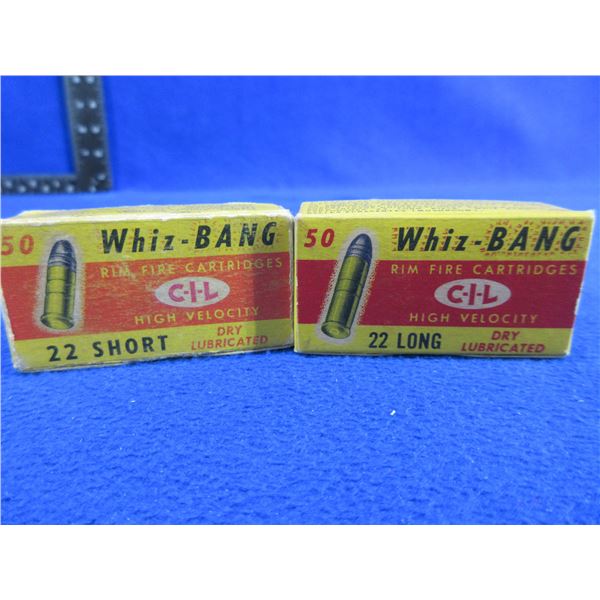 50 Whiz-BANG
RIM FIRE CARTRIDGES
C-I-L
HIGH VELOCITY
22 SHORT DRY
LUBRICATED
50 Whiz-BANG
RIM FIRE CARTRIDGES
C-I-L
HIGH VELOCITY
22 LONG DRY
LUBRICATED